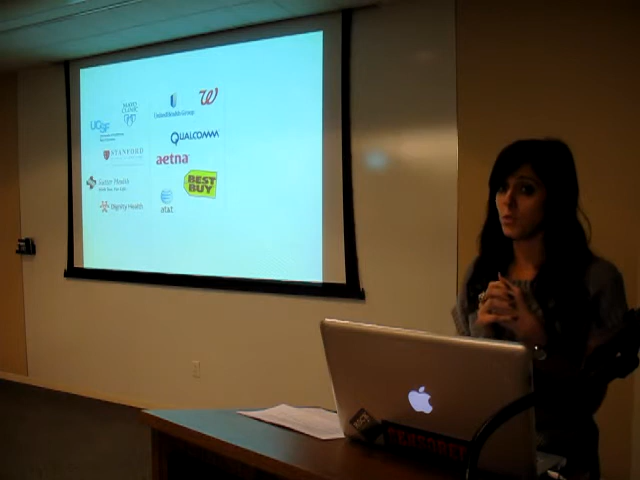 MAYO
CLINIC
UCSF
STANFORD
Sutter Health
Dignity Health
UnitedHealth Group
W
QUALCOMM
aetna
BEST
BUY
at&t
CENSORED